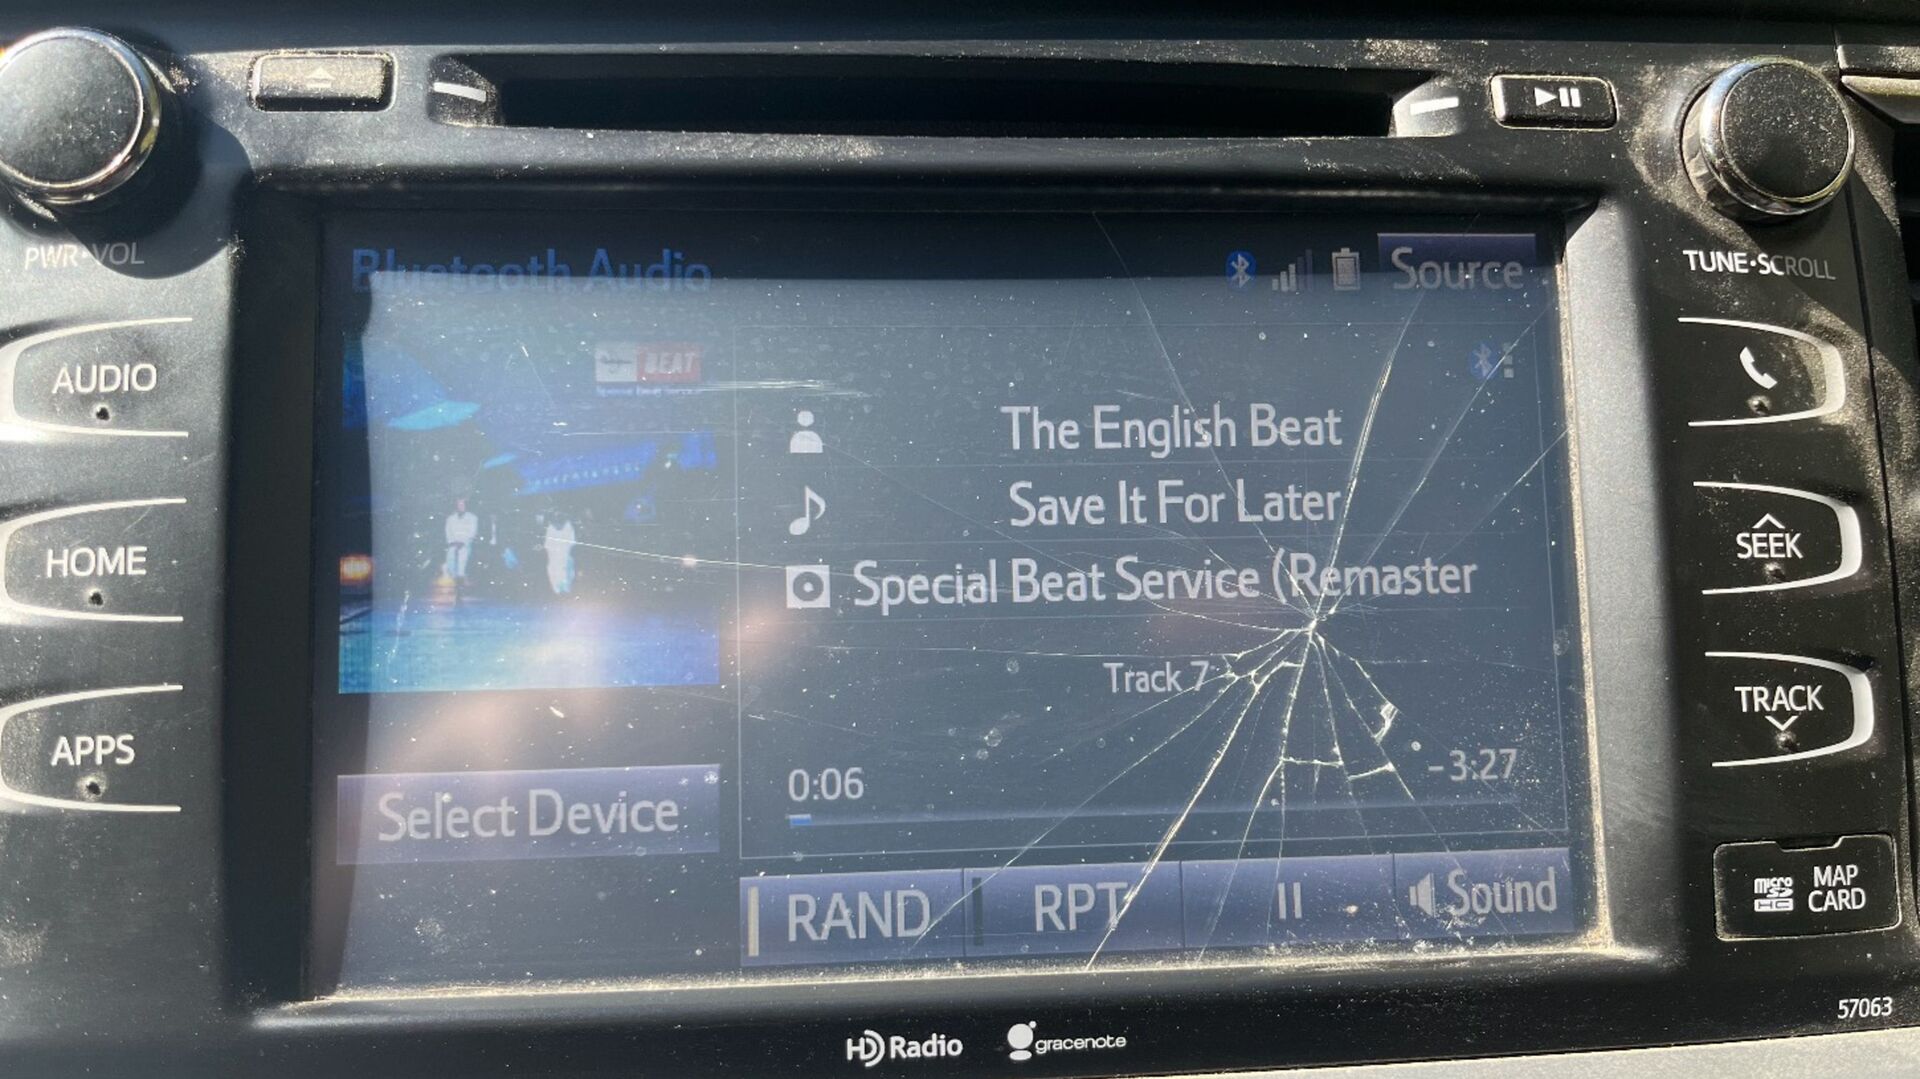 PWR•VOL
TUNE•SCROLL
Bluetooth Audio
Source
AUDIO
BEAT
The English Beat
Save It For Later
SEEK
HOME
Special Beat Service (Remaster
Track 7
TRACK
APPS
0:06
-3:27
Select Device
RAND
RPT
Sound
micro SD HC
MAP
CARD
57063
HD Radio
gracenote